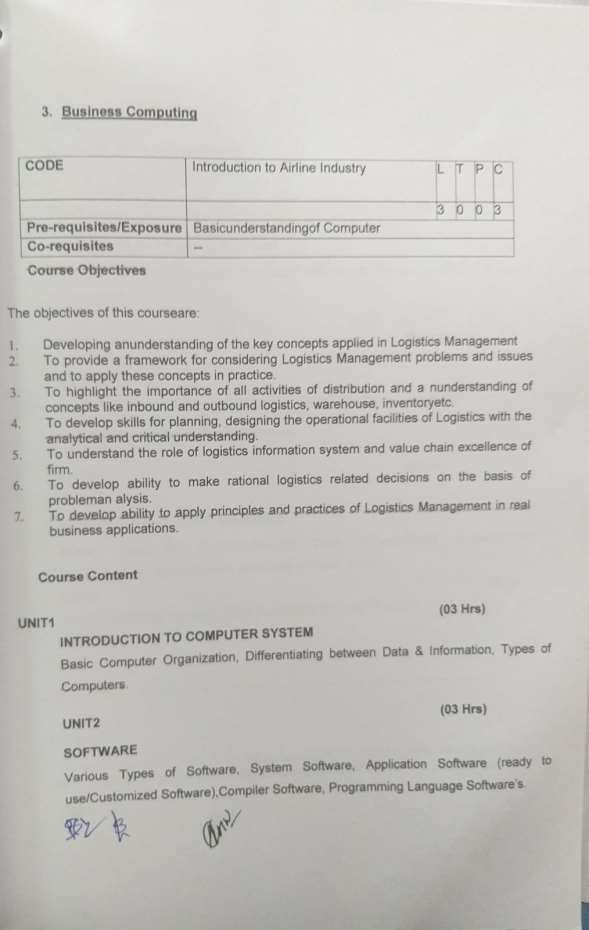 3. Business Computing
CODE Introduction to Airline Industry L T P C
3 0 0 3
Pre-requisites/Exposure Basicunderstandingof Computer
Co-requisites --
Course Objectives
The objectives of this courseare:
1. Developing anunderstanding of the key concepts applied in Logistics Management
2. To provide a framework for considering Logistics Management problems and issues
and to apply these concepts in practice.
3. To highlight the importance of all activities of distribution and a nunderstanding of
concepts like inbound and outbound logistics, warehouse, inventoryetc.
4. To develop skills for planning, designing the operational facilities of Logistics with the
analytical and critical understanding.
5. To understand the role of logistics information system and value chain excellence of
firm.
6. To develop ability to make rational logistics related decisions on the basis of
probleman alysis.
7. To develop ability to apply principles and practices of Logistics Management in real
business applications.
Course Content
(03 Hrs)
UNIT1
INTRODUCTION TO COMPUTER SYSTEM
Basic Computer Organization, Differentiating between Data & Information, Types of
Computers.
(03 Hrs)
UNIT2
SOFTWARE
Various Types of Software, System Software, Application Software (ready to
use/Customized Software),Compiler Software, Programming Language Software's.